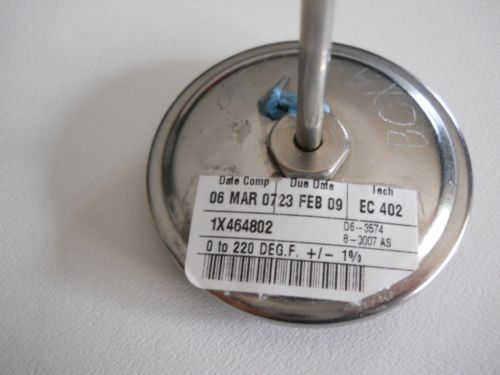 Date Comp Due Date Tech
06 MAR 07 23 FEB 09 EC 402
1X464802 D6-3574
8-0007 AS
0 to 220 DEG.F. +/- 1%